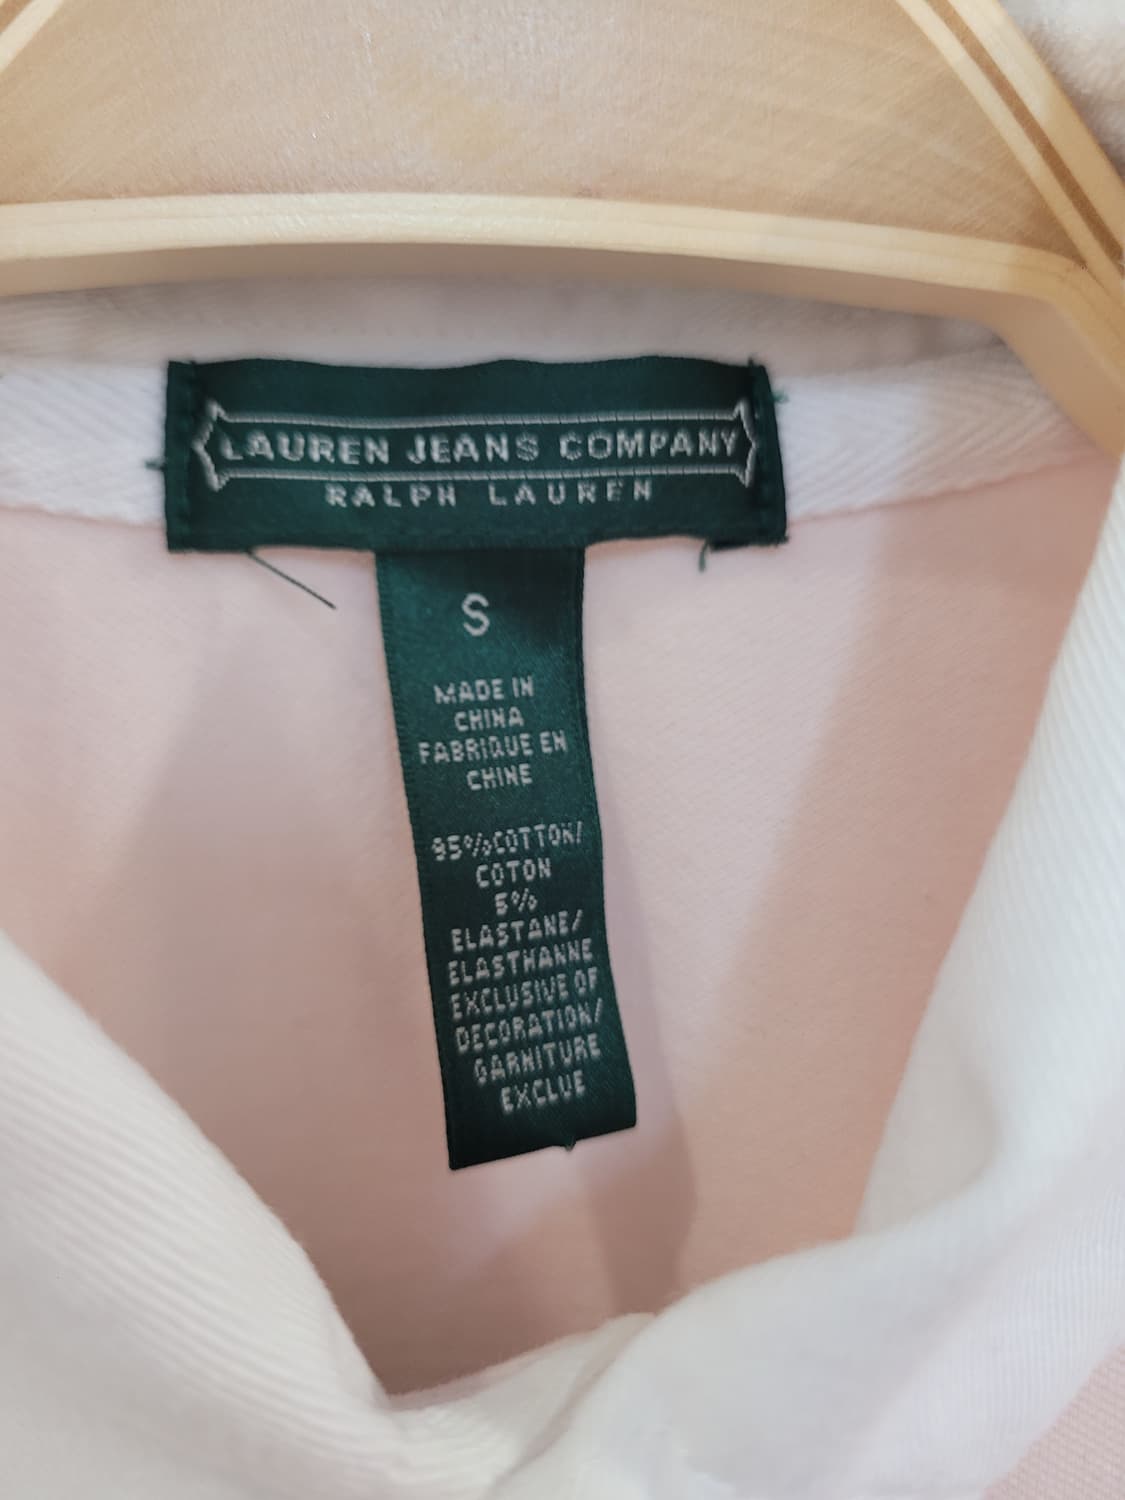 LAUREN JEANS COMPANY
RALPH LAUREN
S
MADE IN
CHINA
FABRIQUE EN
CHINE
95%COTTON/
COTON
5%
ELASTANE/
ELASTHANNE
EXCLUSIVE OF
DECORATION/
GARNITURE
EXCLUE